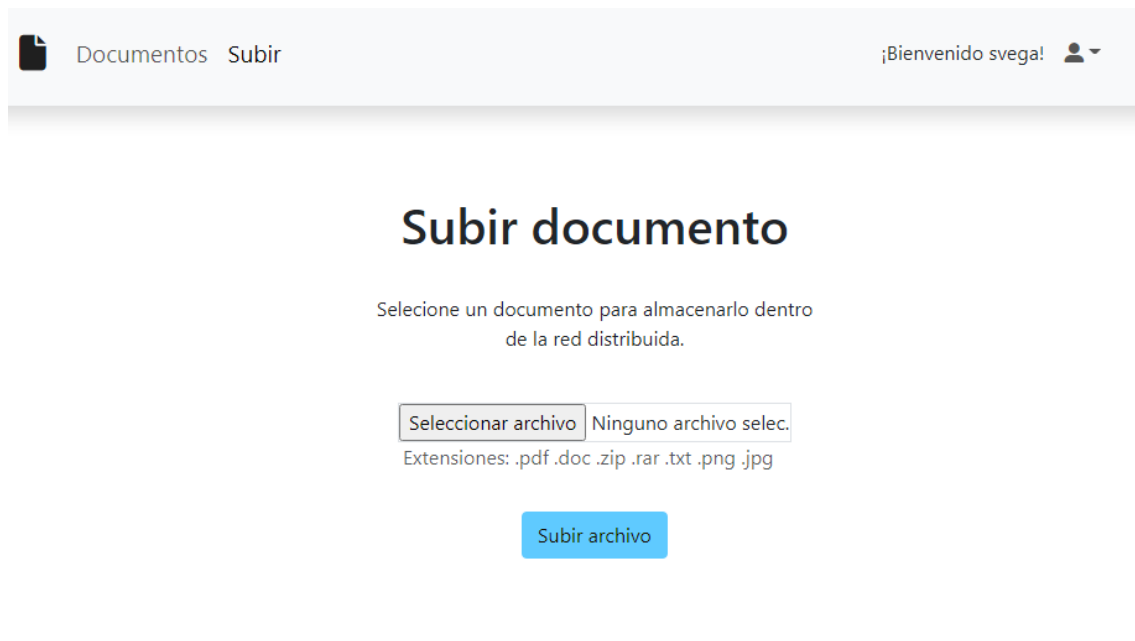 Documentos Subir ¡Bienvenido svega!
Subir documento
Selecione un documento para almacenarlo dentro
de la red distribuida.
Seleccionar archivo Ninguno archivo selec.
Extensiones: .pdf .doc .zip .rar .txt .png .jpg
Subir archivo